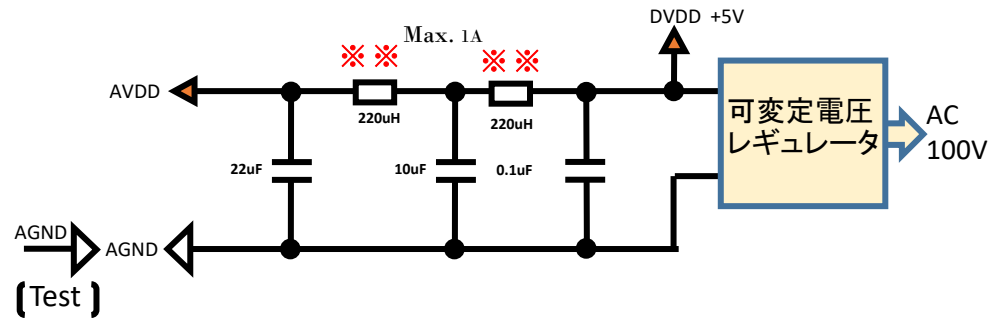 DVDD +5V
Max. 1A
※ ※
※ ※
AVDD
220uH
220uH
可変定電圧
レギュレータ
AC
100V
22uF
10uF
0.1uF
AGND
AGND
[Test]